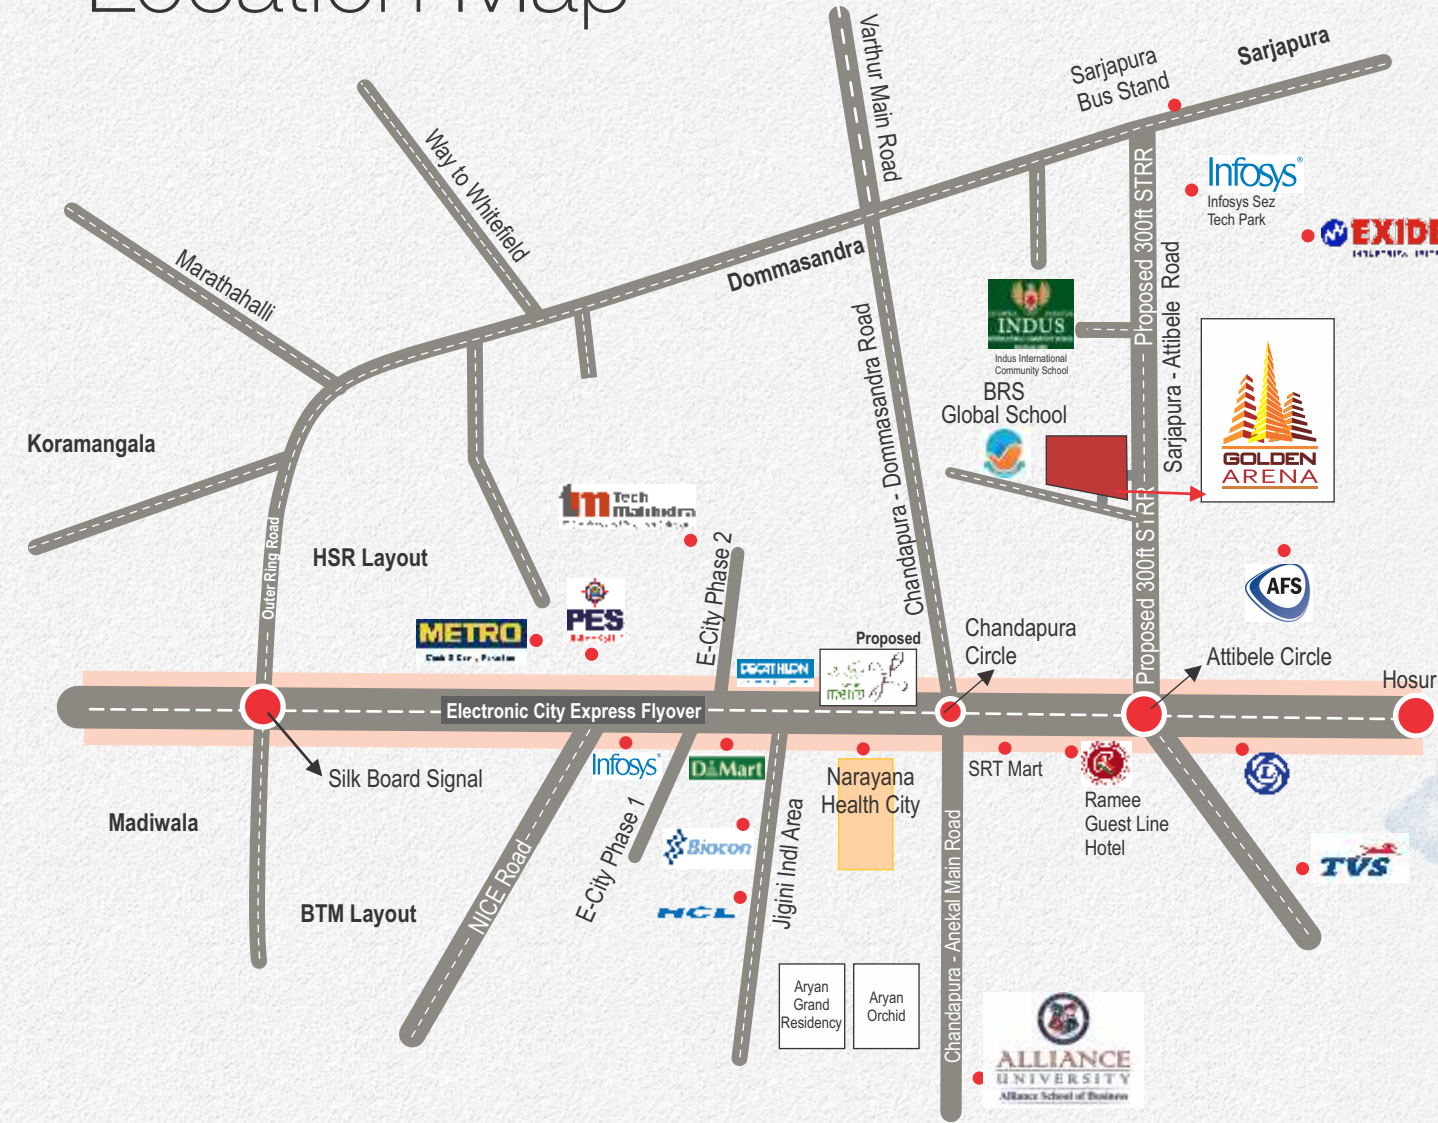 Location Map
Varthur Main Road
Sarjapura
Bus Stand
Sarjapura
Way to Whitefield
Marathahalli
Dommasandra
Proposed 300ft STRR
Infosys®
Infosys Sez
Tech Park
EXIDE
Sarjapura - Attibele Road
INDUS
Indus International
Community School
BRS
Global School
Chandapura - Dommasandra Road
GOLDEN
ARENA
Koramangala
Tech
Mahindra
Outer Ring Road
HSR Layout
E-City Phase 2
Proposed 300ft STRR
AFS
METRO
PES
Proposed 300ft STRR
Proposed
DECATHLON
metro
Chandapura
Circle
Attibele Circle
Hosur
Electronic City Express Flyover
Silk Board Signal
Infosys®
D Mart
Narayana
Health City
SRT Mart
Ramee
Guest Line
Hotel
Madiwala
E-City Phase 1
Biocon
Jigini Indl Area
NICE Road
HCL
TVS
BTM Layout
Chandapura - Anekal Main Road
Aryan
Grand
Residency
Aryan
Orchid
ALLIANCE
UNIVERSITY
Alliance School of Business